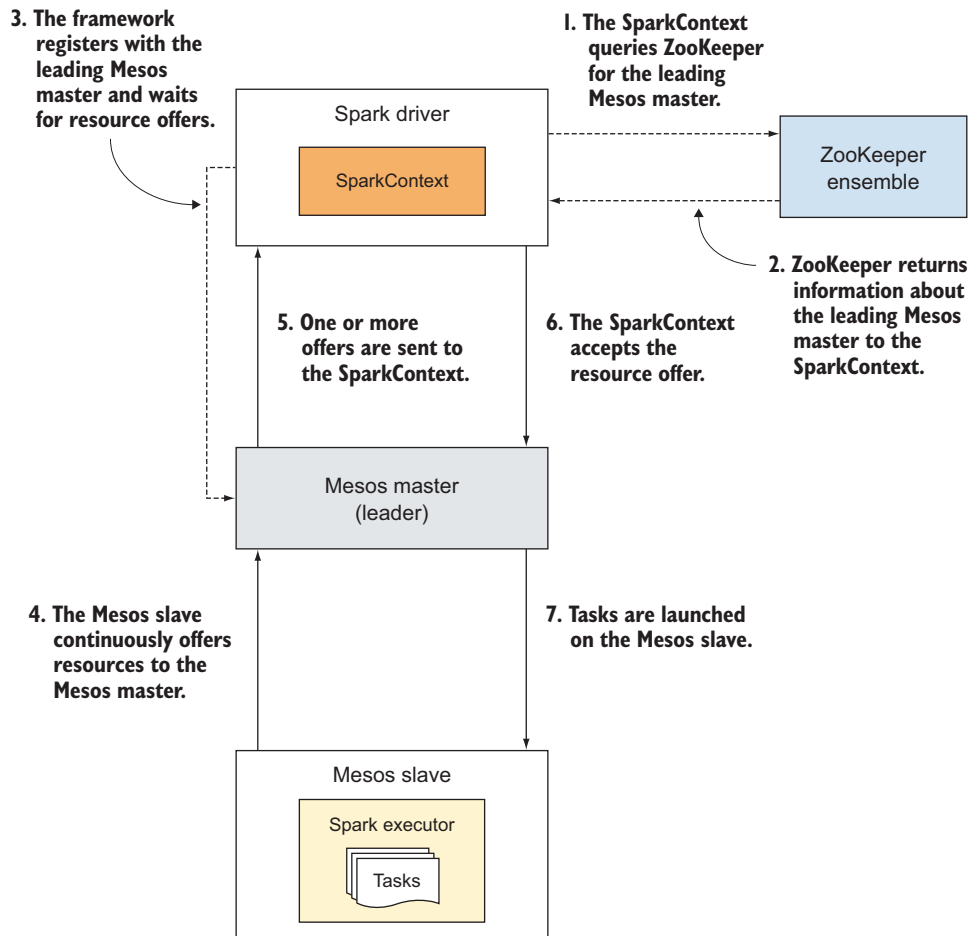 3. The framework
registers with the
leading Mesos
master and waits
for resource offers.
1. The SparkContext
queries ZooKeeper
for the leading
Mesos master.
Spark driver
SparkContext
ZooKeeper
ensemble
2. ZooKeeper returns
information about
the leading Mesos
master to the
SparkContext.
5. One or more
offers are sent to
the SparkContext.
6. The SparkContext
accepts the
resource offer.
Mesos master
(leader)
4. The Mesos slave
continuously offers
resources to the
Mesos master.
7. Tasks are launched
on the Mesos slave.
Mesos slave
Spark executor
Tasks